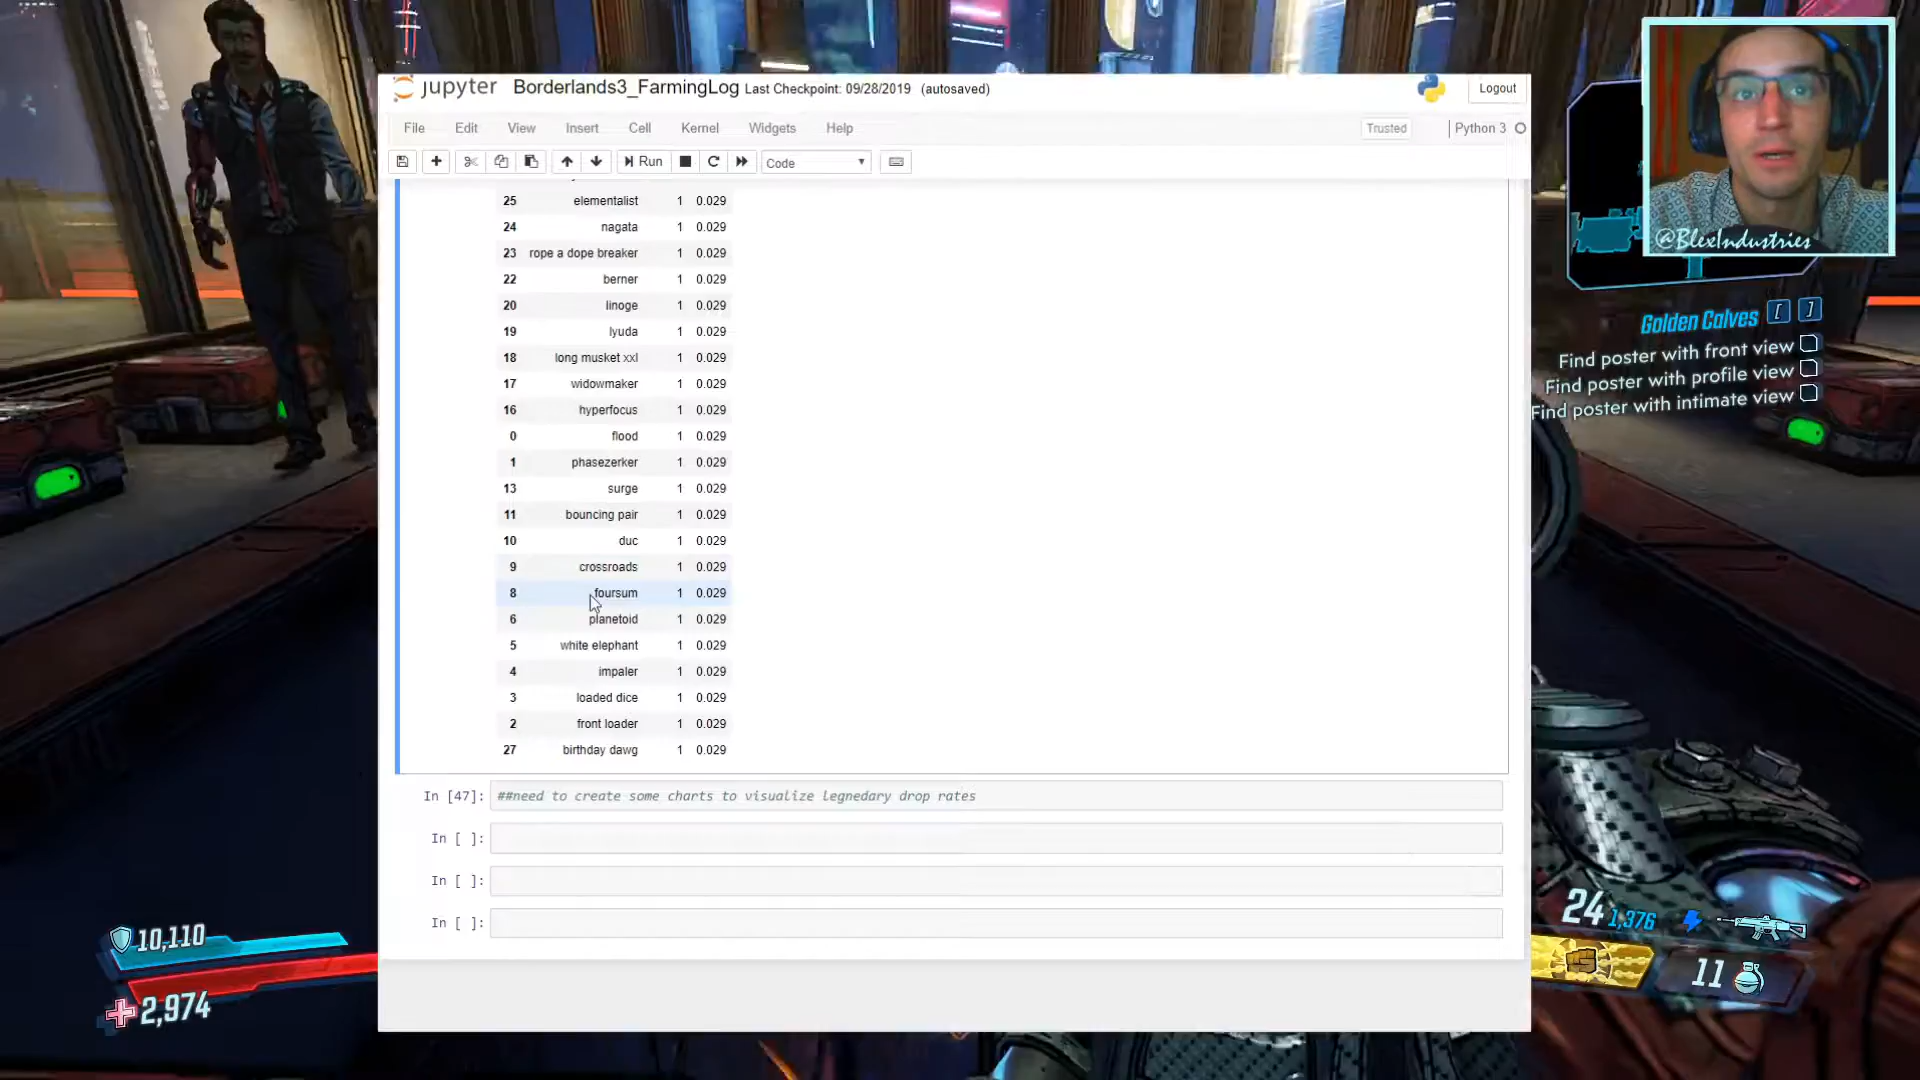 jupyter Borderlands3_FarmingLog Last Checkpoint: 09/28/2019 (autosaved)
Logout
File Edit View Insert Cell Kernel Widgets Help
Trusted
Python 3
Run
Code
25 elementalist 1 0.029
24 nagata 1 0.029
23 rope a dope breaker 1 0.029
22 berner 1 0.029
20 linoge 1 0.029
19 lyuda 1 0.029
18 long musket xxl 1 0.029
17 widowmaker 1 0.029
16 hyperfocus 1 0.029
0 flood 1 0.029
1 phasezerker 1 0.029
13 surge 1 0.029
11 bouncing pair 1 0.029
10 duc 1 0.029
9 crossroads 1 0.029
8 foursum 1 0.029
6 planetoid 1 0.029
5 white elephant 1 0.029
4 impaler 1 0.029
3 loaded dice 1 0.029
2 front loader 1 0.029
27 birthday dawg 1 0.029
In [47]: ##need to create some charts to visualize legnedary drop rates
In [ ]:
In [ ]:
In [ ]:
@BlexIndustries
Golden Calves [ ]
Find poster with front view
Find poster with profile view
Find poster with intimate view
10,110
2,974
24 1,376
11